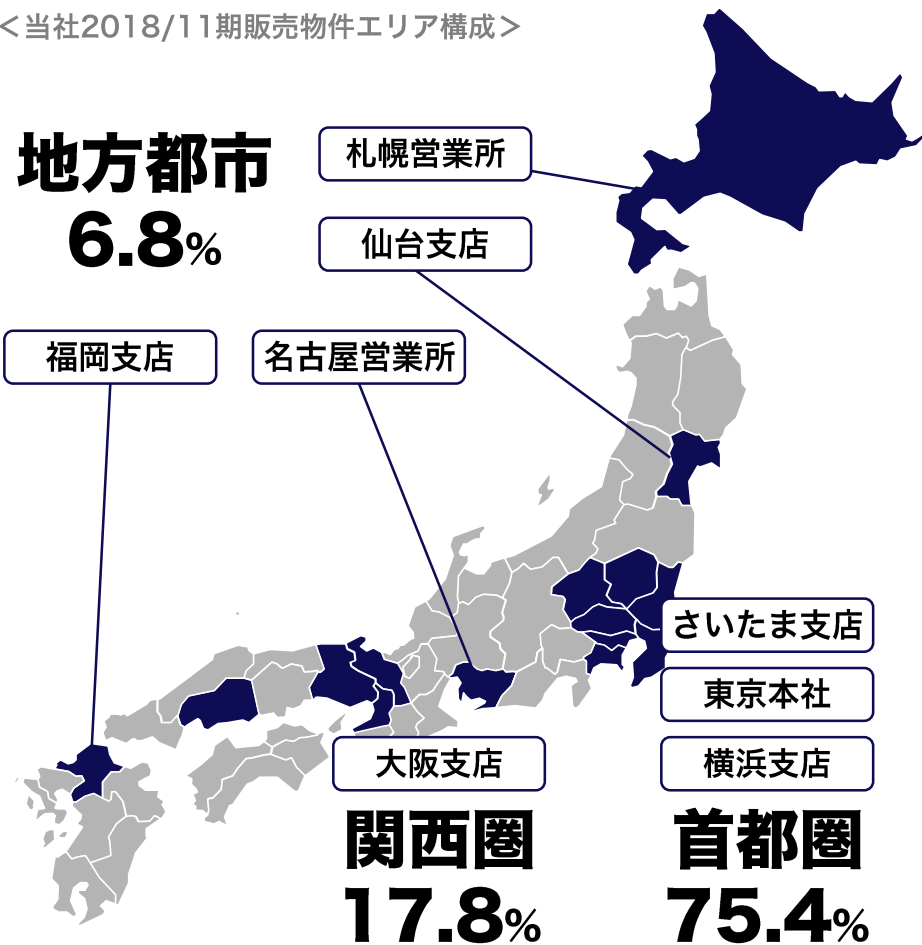 ＜当社2018/11期販売物件エリア構成＞
地方都市
6.8%
札幌営業所
仙台支店
福岡支店
名古屋営業所
さいたま支店
東京本社
大阪支店
横浜支店
関西圏
17.8%
首都圏
75.4%